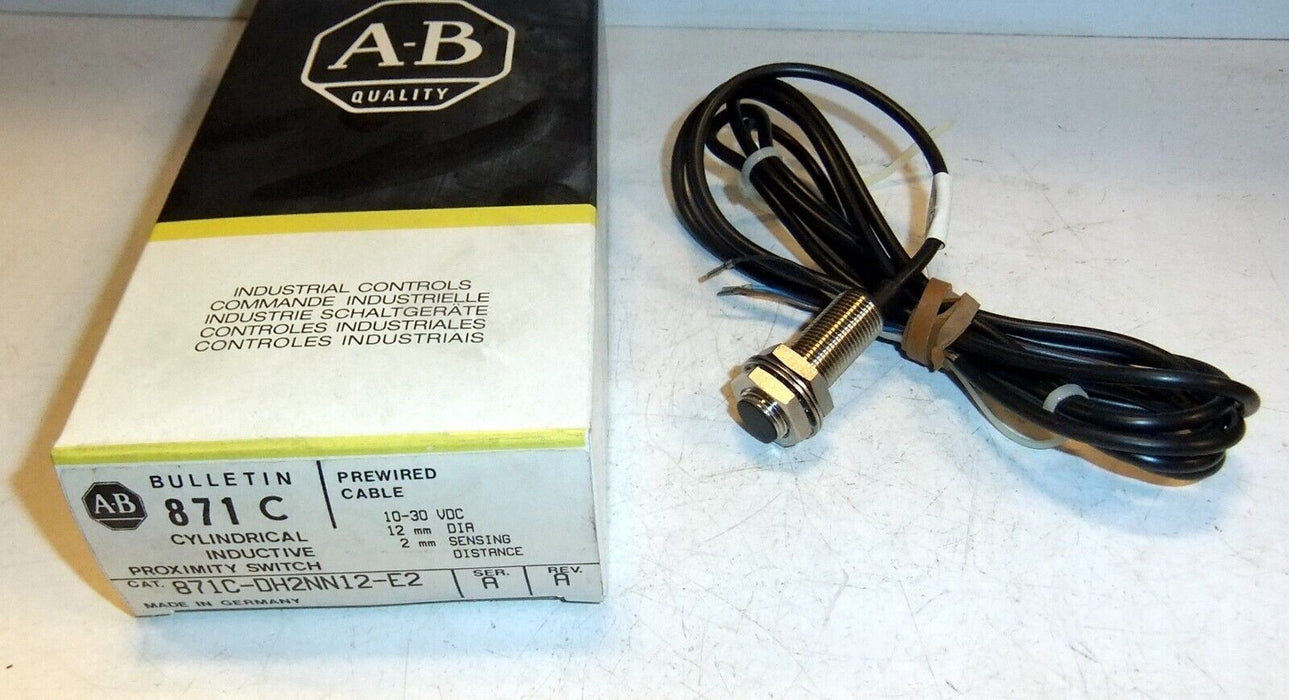 A-B
QUALITY
INDUSTRIAL CONTROLS
COMMANDE INDUSTRIELLE
INDUSTRIE SCHALTGERÄTE
CONTROLES INDUSTRIALES
CONTROLES INDUSTRIAIS
A-B
BULLETIN
871 C
CYLINDRICAL
INDUCTIVE
PROXIMITY SWITCH
PREWIRED
CABLE
10-30 VDC
12 mm DIA
2 mm SENSING
DISTANCE
CAT. 871C-DH2NN12-E2
SER. A
REV. A
MADE IN GERMANY